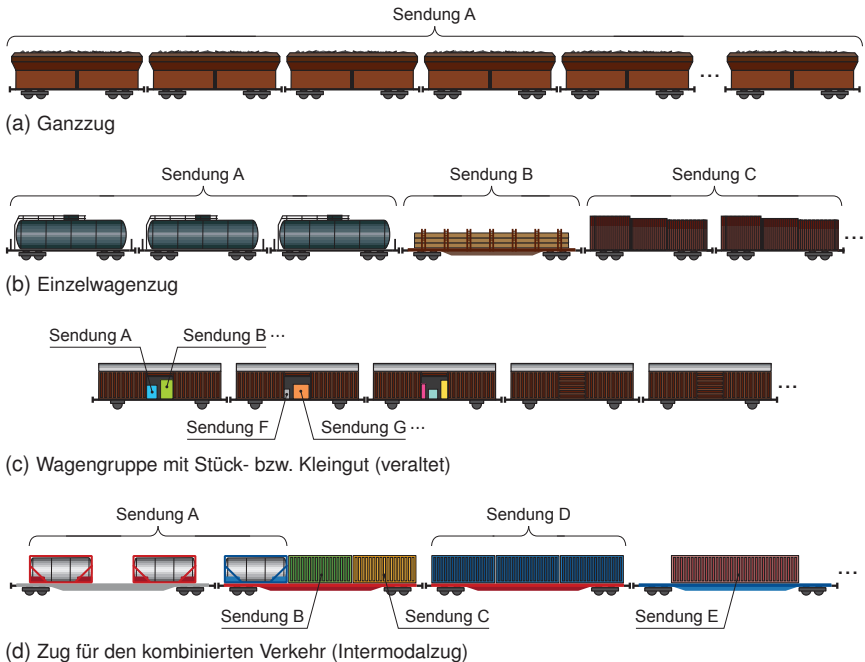 Sendung A
...
(a) Ganzzug
Sendung A Sendung B Sendung C
...
(b) Einzelwagenzug
Sendung A Sendung B ...
...
Sendung F Sendung G ...
(c) Wagengruppe mit Stück- bzw. Kleingut (veraltet)
Sendung A Sendung D
...
Sendung B Sendung C Sendung E
(d) Zug für den kombinierten Verkehr (Intermodalzug)